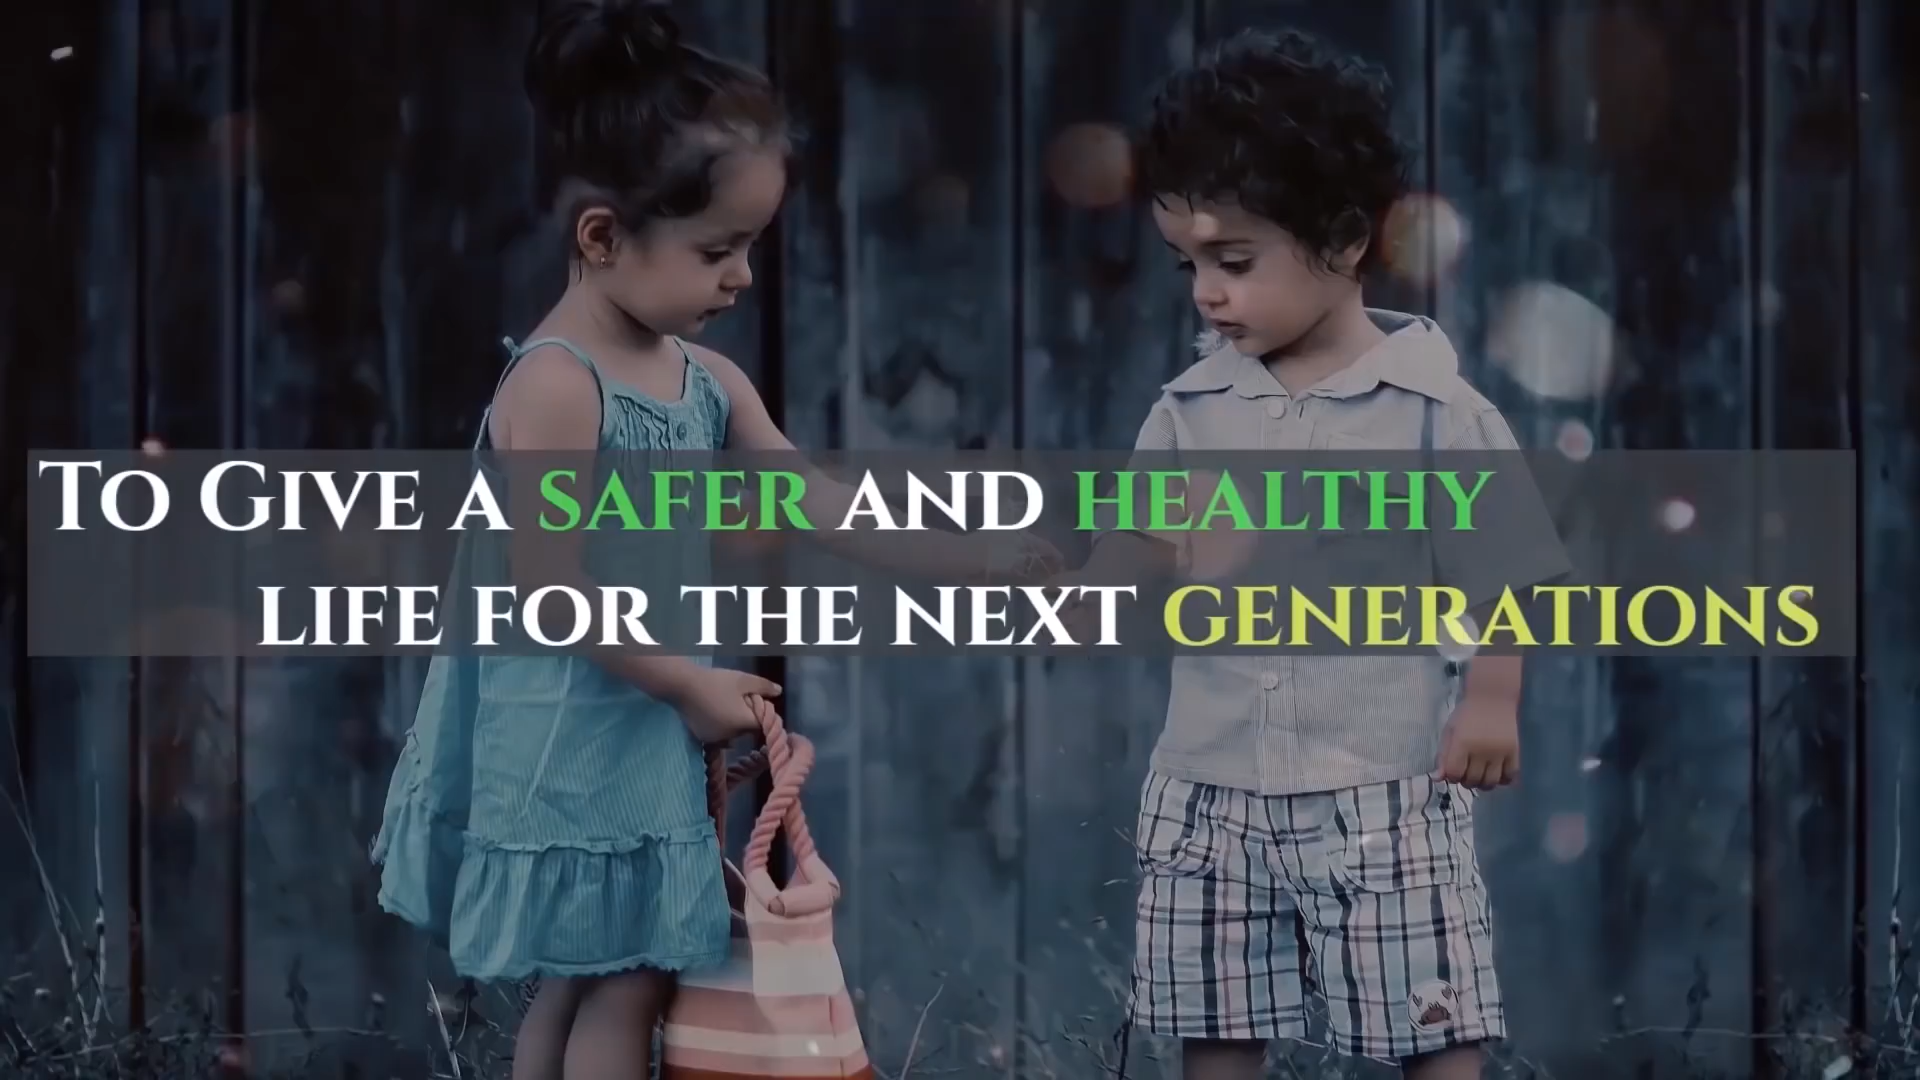 To Give a safer and healthy
life for the next generations